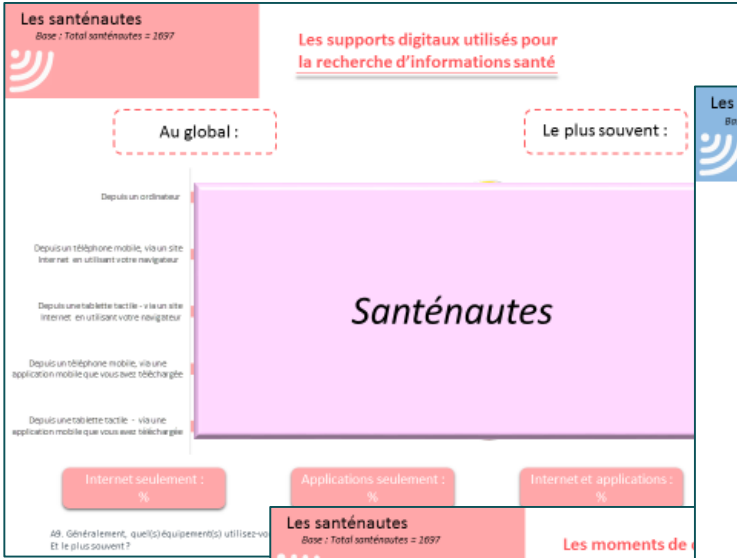 Les santénautes
Base : Total santénautes = 1697
Les supports digitaux utilisés pour
la recherche d'informations santé
Au global :
Le plus souvent :
Les
Depuis un ordinateur
Depuis un téléphone mobile, via un site
Internet en utilisant votre navigateur
Depuis une tablette tactile - via un site
Internet en utilisant votre navigateur
Depuis un téléphone mobile, via une
application mobile que vous avez téléchargée
Depuis une tablette tactile - via une
application mobile que vous avez téléchargée
Santénautes
Internet seulement :
%
Applications seulement :
%
Internet et applications :
%
A9. Généralement, quel(s) équipement(s) utilisez-vo
Et le plus souvent ?
Les santénautes
Base : Total santénautes = 1697
Les moments de